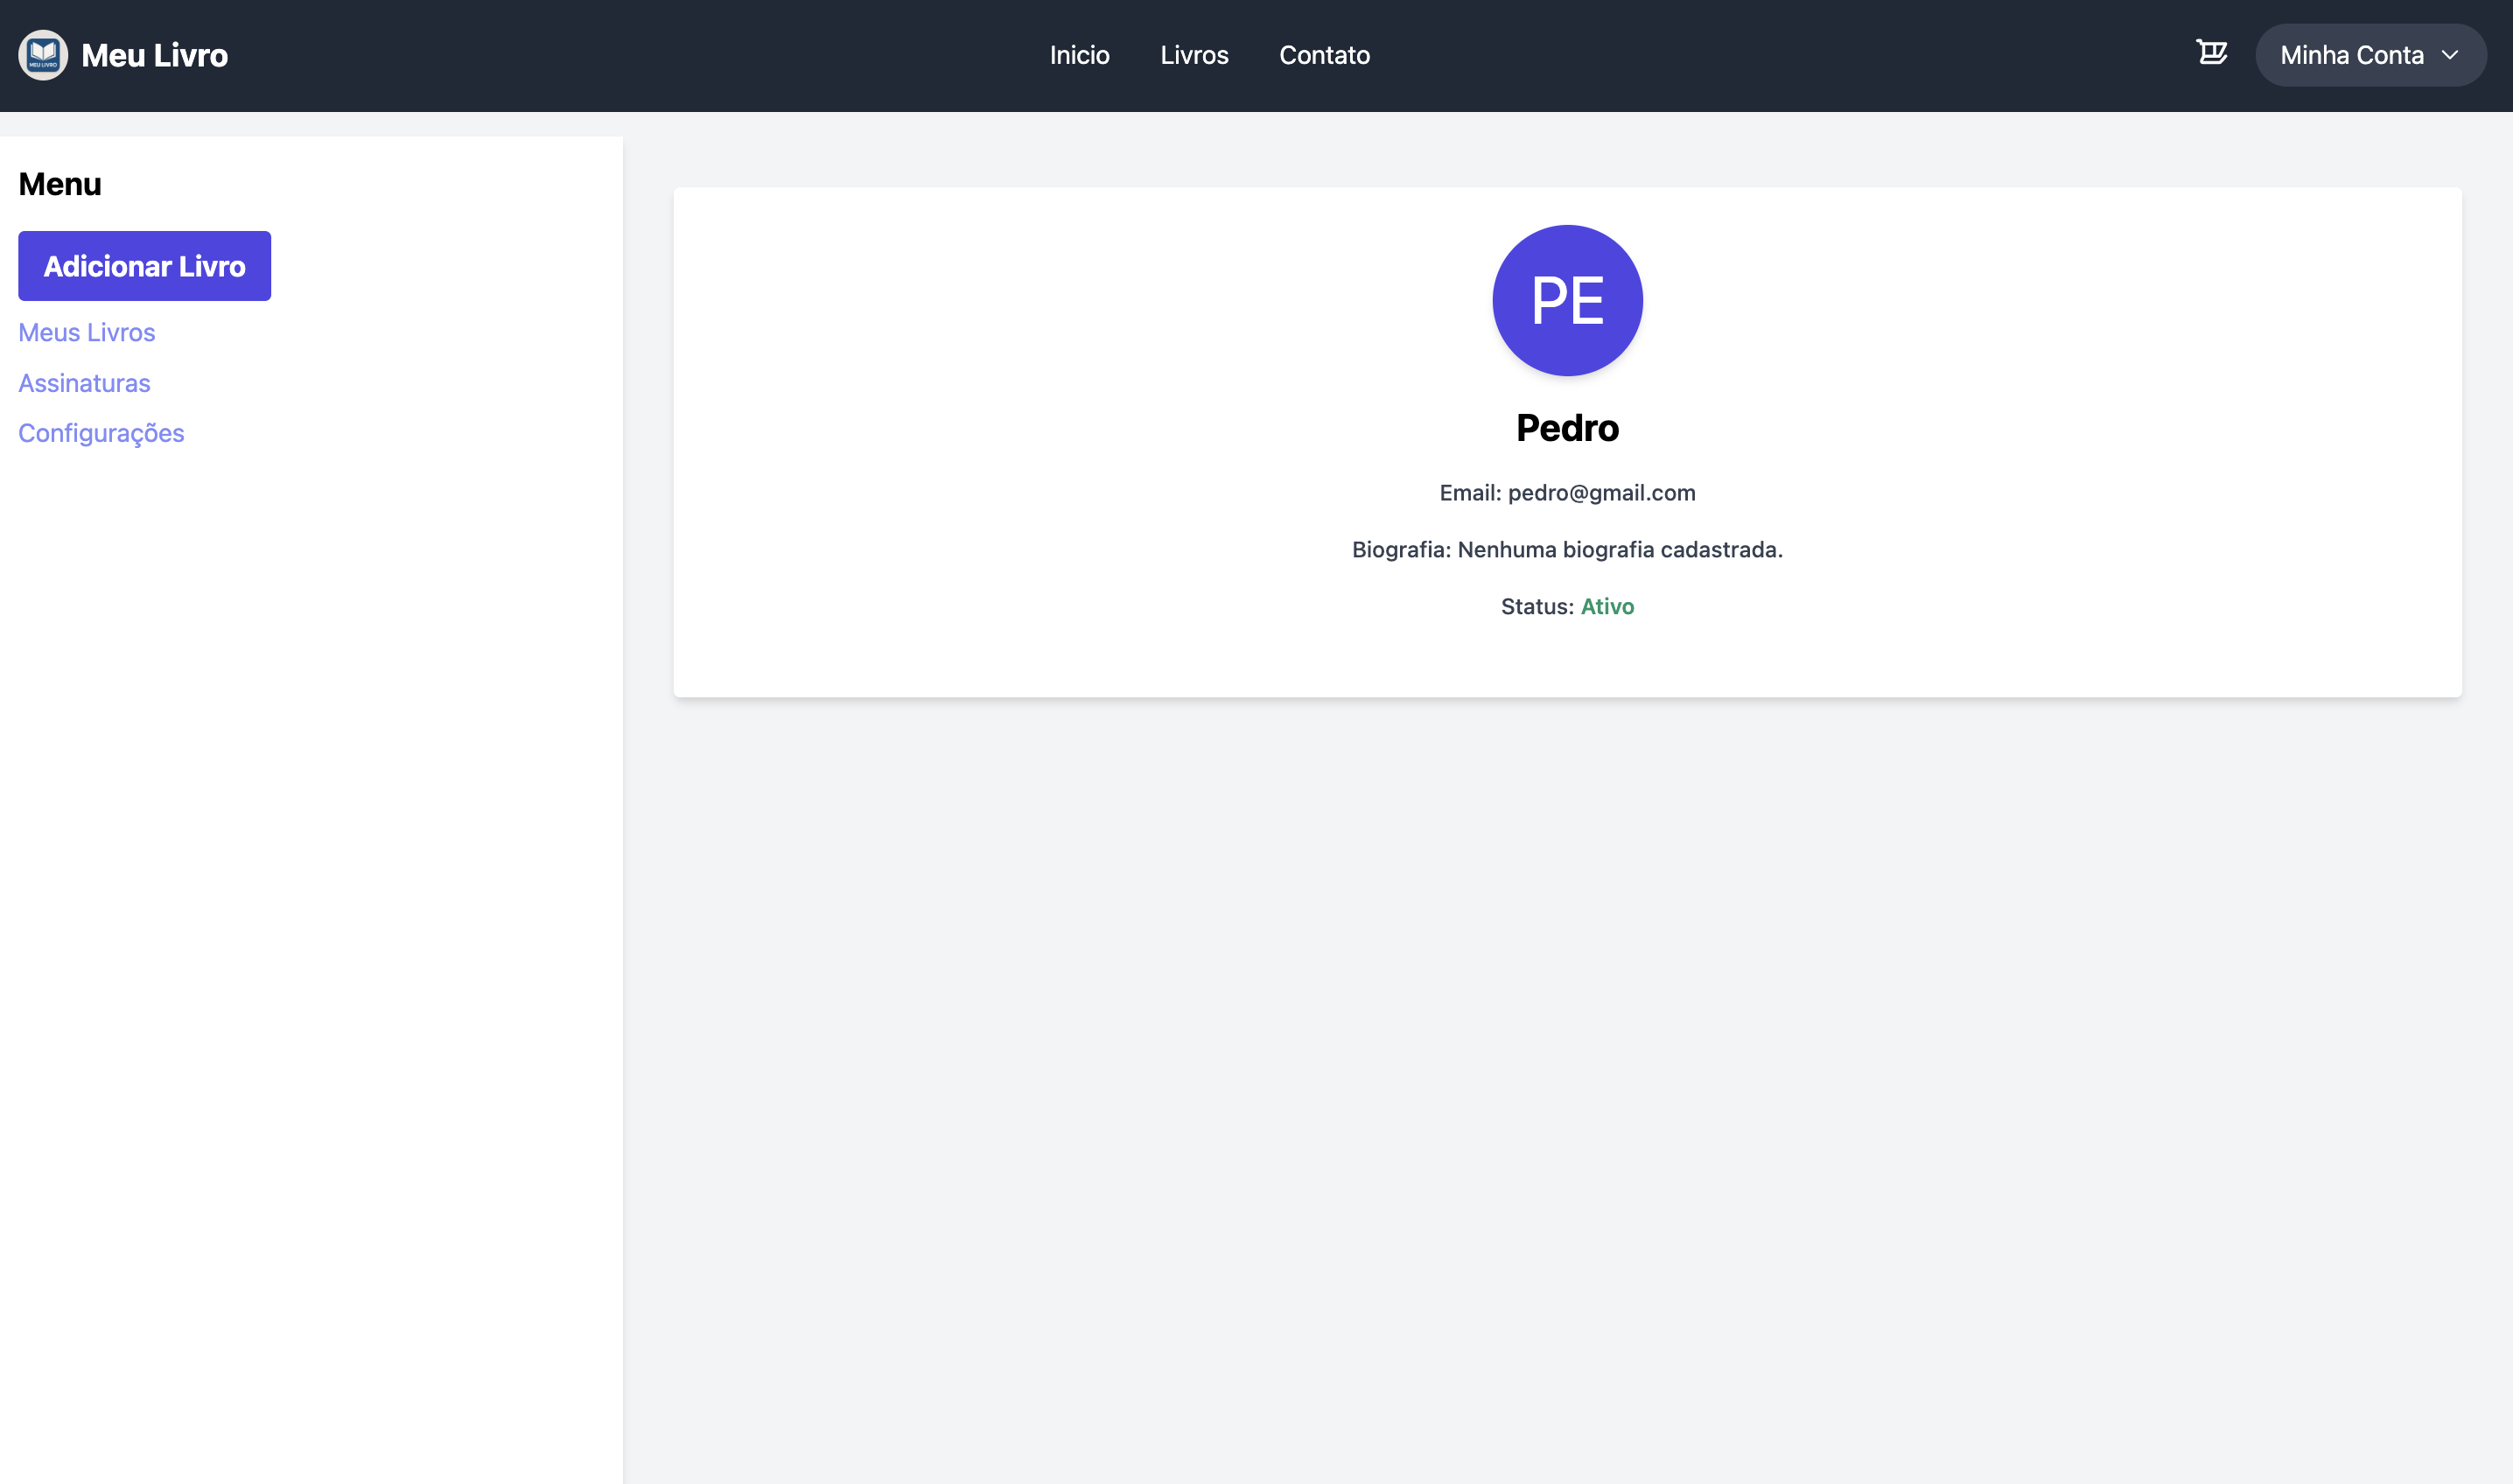 MEU LIVRO
Meu Livro
Inicio
Livros
Contato
Minha Conta
Menu
Adicionar Livro
Meus Livros
Assinaturas
Configurações
PE
Pedro
Email: pedro@gmail.com
Biografia: Nenhuma biografia cadastrada.
Status: Ativo